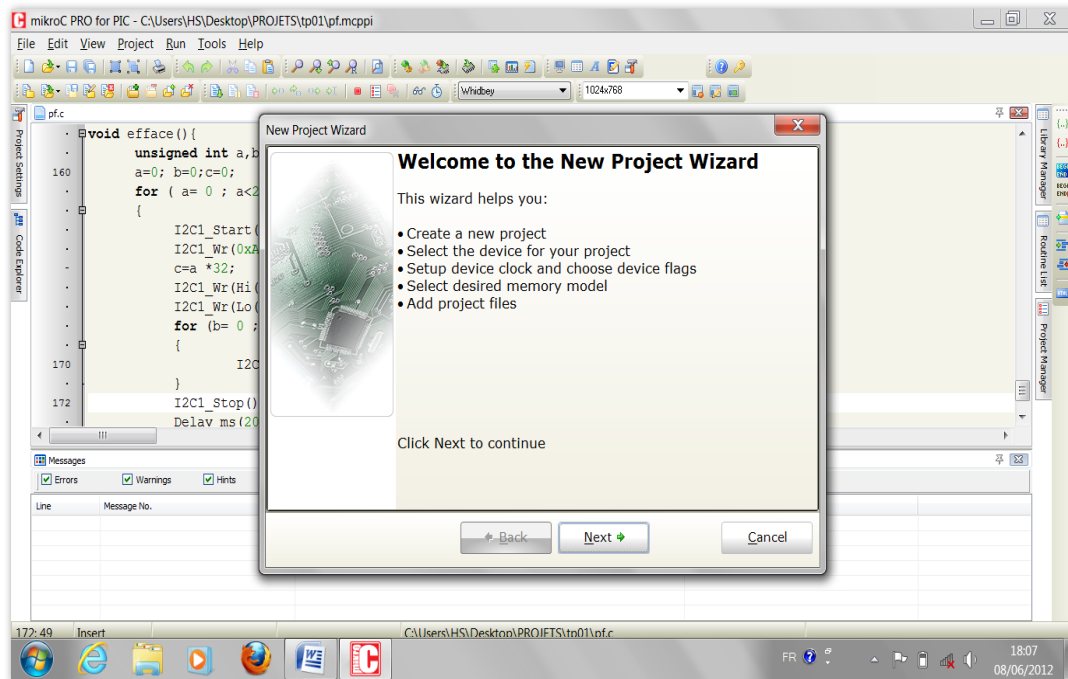 mikroC PRO for PIC - C:\Users\HS\Desktop\PROJETS\tp01\pf.mcppi
File Edit View Project Run Tools Help
Whidbey 1024x768
pf.c
void efface(){
unsigned int a,b
160 a=0; b=0;c=0;
for ( a= 0 ; a<2
{
I2C1_Start(
I2C1_Wr(0xA
c=a *32;
I2C1_Wr(Hi(
I2C1_Wr(Lo(
for (b= 0 ;
{
170 I2C
}
172 I2C1_Stop()
Delay_ms(20
Project Settings
Code Explorer
New Project Wizard
Welcome to the New Project Wizard
This wizard helps you:
• Create a new project
• Select the device for your project
• Setup device clock and choose device flags
• Select desired memory model
• Add project files
Click Next to continue
Back Next Cancel
Library Manager
Routine List
Project Manager
Messages
Errors Warnings Hints
Line Message No.
172: 49 Insert C:\Users\HS\Desktop\PROJETS\tp01\pf.c
FR 18:07
08/06/2012